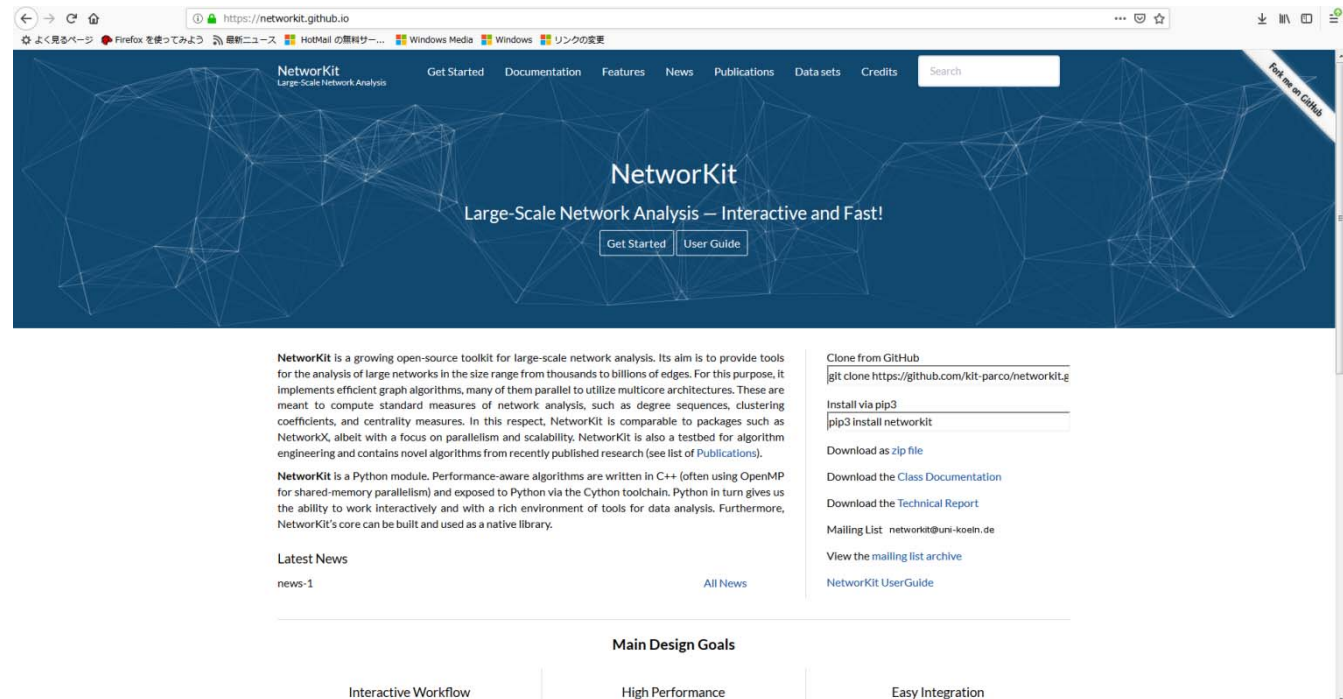 https://networkit.github.io
よく見るページ Firefox を使ってみよう 最新ニュース HotMail の無料サー... Windows Media Windows リンクの変更
NetworKit
Large-Scale Network Analysis
Get Started Documentation Features News Publications Data sets Credits Search
Fork me on GitHub
NetworKit
Large-Scale Network Analysis — Interactive and Fast!
Get Started User Guide
NetworKit is a growing open-source toolkit for large-scale network analysis. Its aim is to provide tools
for the analysis of large networks in the size range from thousands to billions of edges. For this purpose, it
implements efficient graph algorithms, many of them parallel to utilize multicore architectures. These are
meant to compute standard measures of network analysis, such as degree sequences, clustering
coefficients, and centrality measures. In this respect, NetworKit is comparable to packages such as
NetworkX, albeit with a focus on parallelism and scalability. NetworKit is also a testbed for algorithm
engineering and contains novel algorithms from recently published research (see list of Publications).
NetworKit is a Python module. Performance-aware algorithms are written in C++ (often using OpenMP
for shared-memory parallelism) and exposed to Python via the Cython toolchain. Python in turn gives us
the ability to work interactively and with a rich environment of tools for data analysis. Furthermore,
NetworKit's core can be built and used as a native library.
Latest News
news-1 All News
Clone from GitHub
git clone https://github.com/kit-parco/networkit.g
Install via pip3
pip3 install networkit
Download as zip file
Download the Class Documentation
Download the Technical Report
Mailing List networkit@uni-koeln.de
View the mailing list archive
NetworKit UserGuide
Main Design Goals
Interactive Workflow High Performance Easy Integration